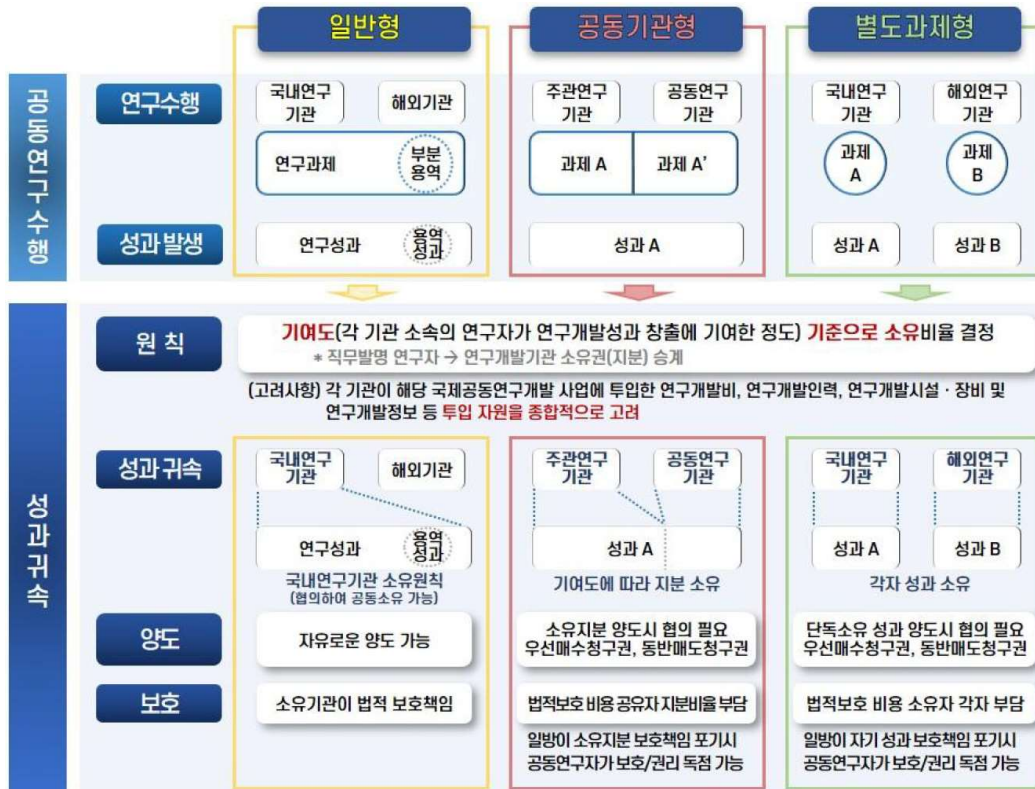 일반형
공동기관형
별도과제형
공동연구수행
연구수행
국내연구
기관
해외기관
주관연구
기관
공동연구
기관
국내연구
기관
해외연구
기관
연구과제
부분
용역
과제 A
과제 A'
과제
A
과제
B
성과 발생
연구성과
용역
성과
성과 A
성과 A
성과 B
성과귀속
원 칙
기여도(각 기관 소속의 연구자가 연구개발성과 창출에 기여한 정도) 기준으로 소유비율 결정
* 직무발명 연구자 → 연구개발기관 소유권(지분) 승계
(고려사항) 각 기관이 해당 국제공동연구개발 사업에 투입한 연구개발비, 연구개발인력, 연구개발시설 · 장비 및
연구개발정보 등 투입 자원을 종합적으로 고려
성과 귀속
국내연구
기관
해외기관
주관연구
기관
공동연구
기관
국내연구
기관
해외연구
기관
연구성과
용역
성과
성과 A
성과 A
성과 B
국내연구기관 소유원칙
(협의하여 공동소유 가능)
기여도에 따라 지분 소유
각자 성과 소유
양도
자유로운 양도 가능
소유지분 양도시 협의 필요
우선매수청구권, 동반매도청구권
단독소유 성과 양도시 협의 필요
우선매수청구권, 동반매도청구권
보호
소유기관이 법적 보호책임
법적보호 비용 공유자 지분비율 부담
법적보호 비용 소유자 각자 부담
일방이 소유지분 보호책임 포기시
공동연구자가 보호/권리 독점 가능
일방이 자기 성과 보호책임 포기시
공동연구자가 보호/권리 독점 가능